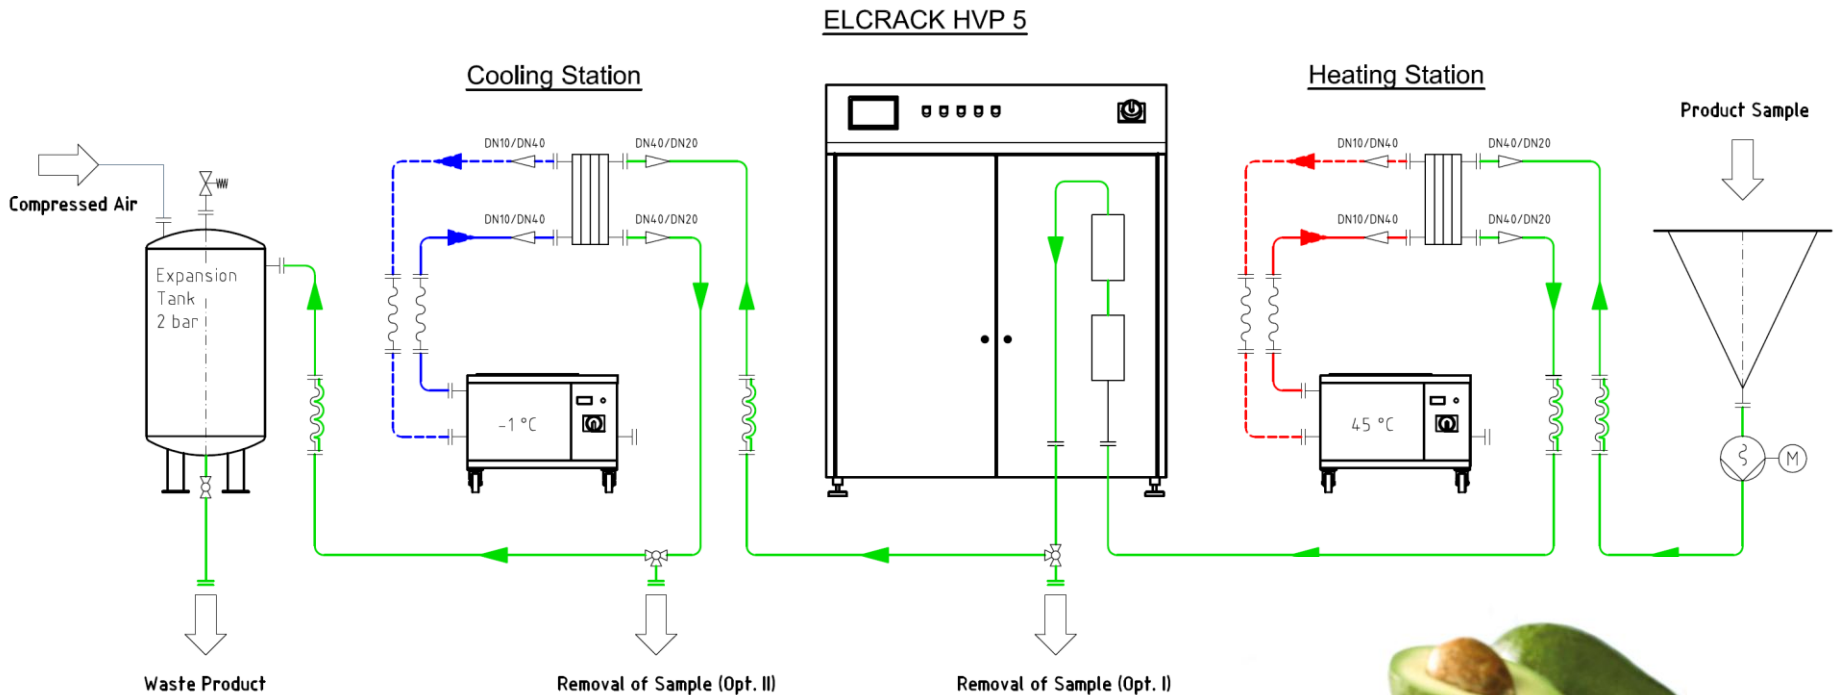 ELCRACK HVP 5
Cooling Station
Heating Station
Product Sample
Compressed Air
DN10/DN40
DN40/DN20
DN10/DN40
DN40/DN20
DN10/DN40
DN40/DN20
DN10/DN40
DN40/DN20
Expansion
Tank
2 bar
-1 °C
45 °C
M
Waste Product
Removal of Sample (Opt. II)
Removal of Sample (Opt. I)